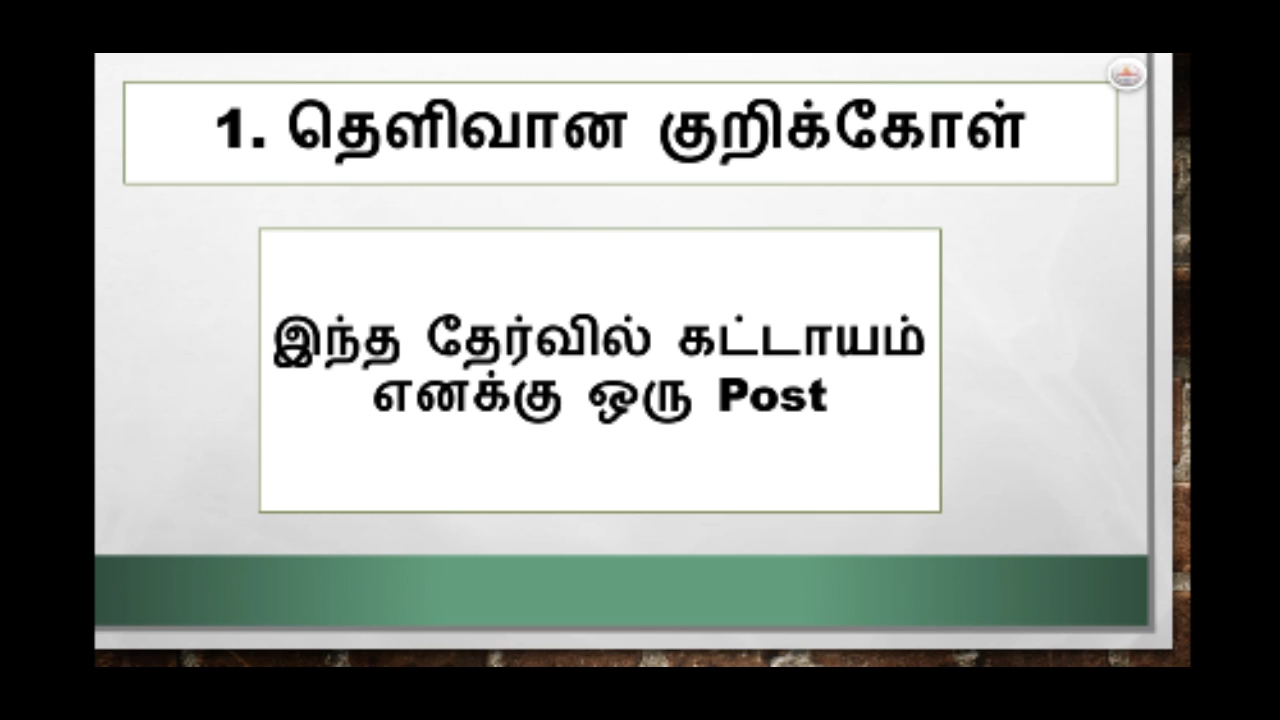 1. தெளிவான குறிக்கோள்
இந்த தேர்வில் கட்டாயம்
எனக்கு ஒரு Post